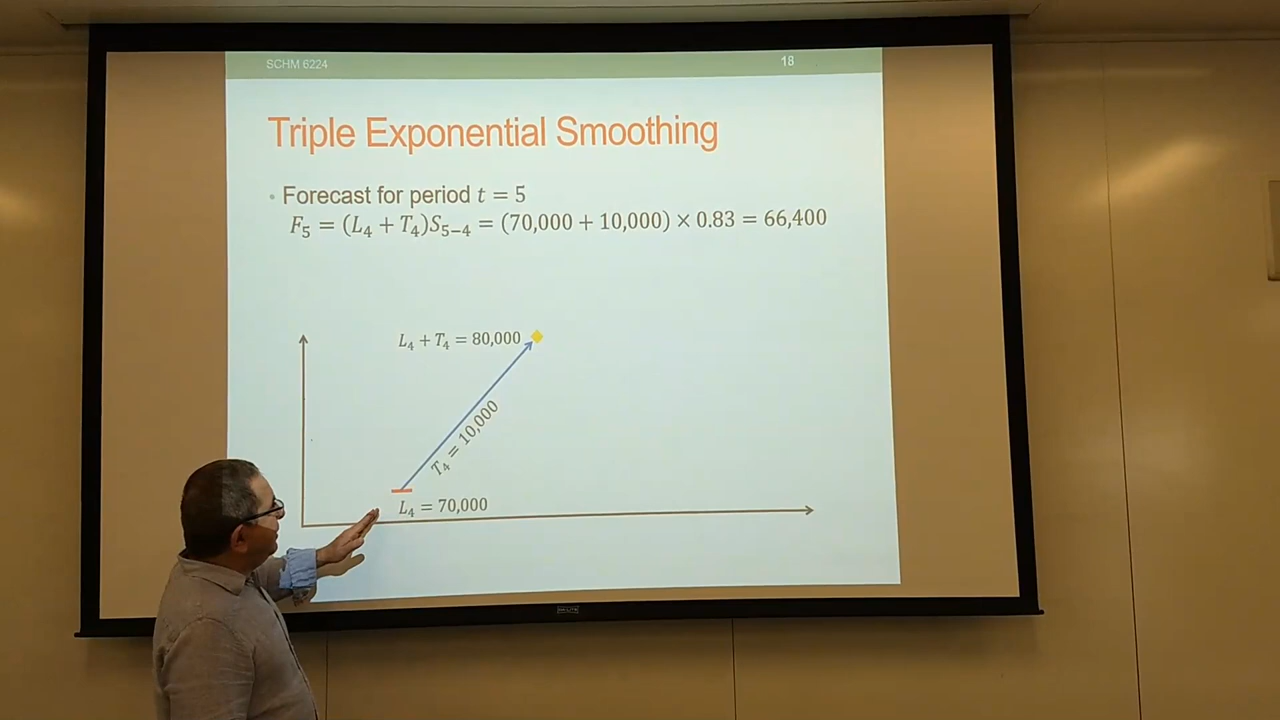 SCHM 6224
18
Triple Exponential Smoothing
• Forecast for period t = 5
F₅ = (L₄ + T₄)S₅₋₄ = (70,000 + 10,000) × 0.83 = 66,400
L₄ + T₄ = 80,000
T₄ = 10,000
L₄ = 70,000